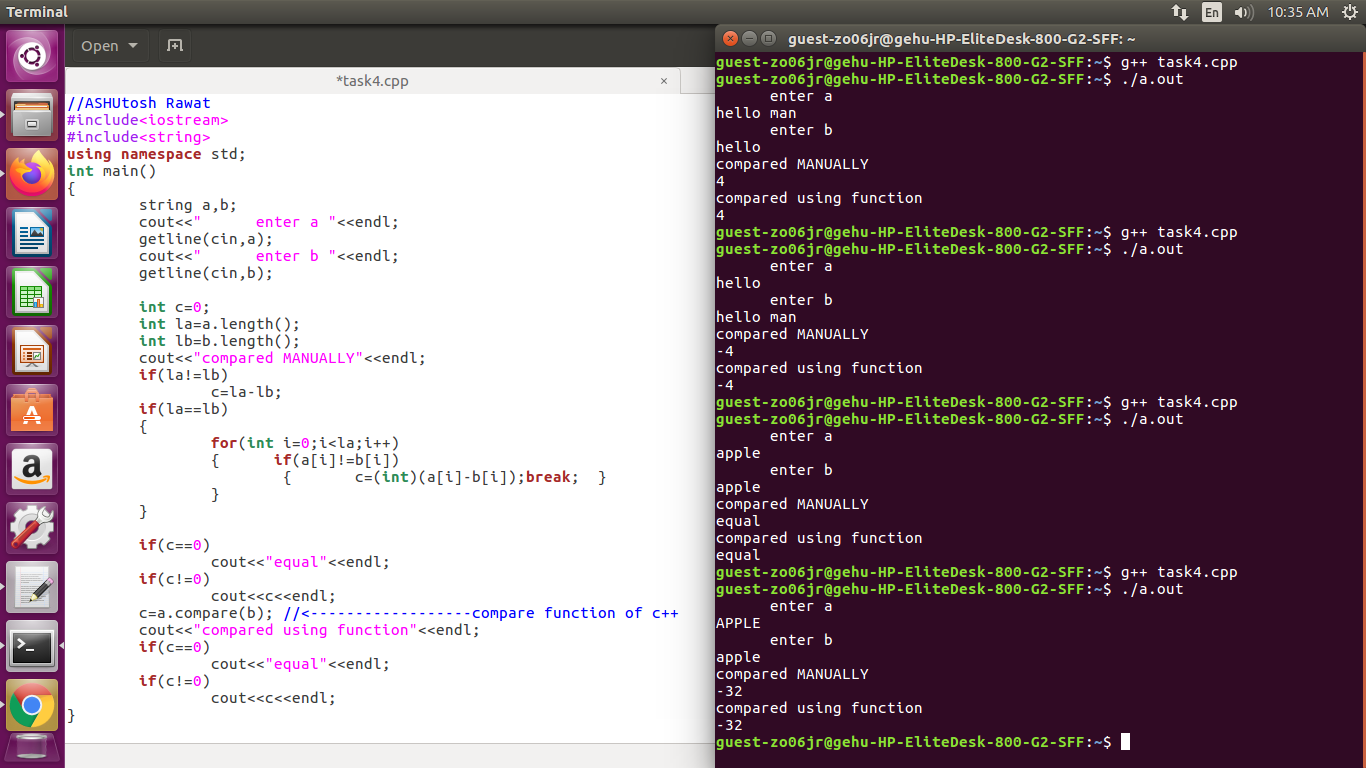 Terminal
En
10:35 AM
Open
guest-zo06jr@gehu-HP-EliteDesk-800-G2-SFF: ~
*task4.cpp
×
//ASHUtosh Rawat
#include<iostream>
#include<string>
using namespace std;
int main()
{
string a,b;
cout<<"      enter a "<<endl;
getline(cin,a);
cout<<"      enter b "<<endl;
getline(cin,b);
int c=0;
int la=a.length();
int lb=b.length();
cout<<"compared MANUALLY"<<endl;
if(la!=lb)
c=la-lb;
if(la==lb)
{
for(int i=0;i<la;i++)
{      if(a[i]!=b[i])
{       c=(int)(a[i]-b[i]);break;  }
}
}
if(c==0)
cout<<"equal"<<endl;
if(c!=0)
cout<<c<<endl;
c=a.compare(b); //<------------------compare function of c++
cout<<"compared using function"<<endl;
if(c==0)
cout<<"equal"<<endl;
if(c!=0)
cout<<c<<endl;
}
guest-zo06jr@gehu-HP-EliteDesk-800-G2-SFF:~$ g++ task4.cpp
guest-zo06jr@gehu-HP-EliteDesk-800-G2-SFF:~$ ./a.out
enter a
hello man
enter b
hello
compared MANUALLY
4
compared using function
4
guest-zo06jr@gehu-HP-EliteDesk-800-G2-SFF:~$ g++ task4.cpp
guest-zo06jr@gehu-HP-EliteDesk-800-G2-SFF:~$ ./a.out
enter a
hello
enter b
hello man
compared MANUALLY
-4
compared using function
-4
guest-zo06jr@gehu-HP-EliteDesk-800-G2-SFF:~$ g++ task4.cpp
guest-zo06jr@gehu-HP-EliteDesk-800-G2-SFF:~$ ./a.out
enter a
apple
enter b
apple
compared MANUALLY
equal
compared using function
equal
guest-zo06jr@gehu-HP-EliteDesk-800-G2-SFF:~$ g++ task4.cpp
guest-zo06jr@gehu-HP-EliteDesk-800-G2-SFF:~$ ./a.out
enter a
APPLE
enter b
apple
compared MANUALLY
-32
compared using function
-32
guest-zo06jr@gehu-HP-EliteDesk-800-G2-SFF:~$